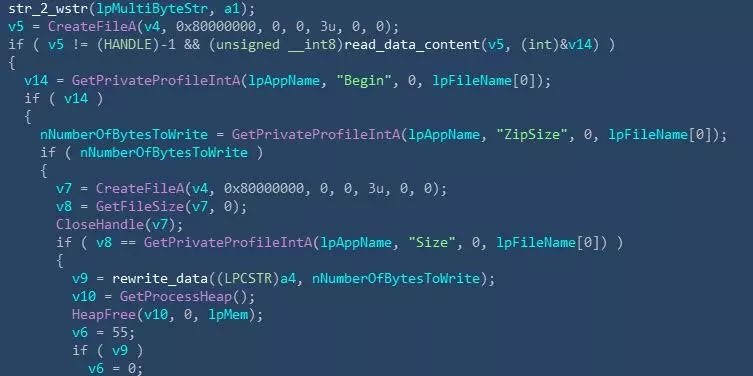 str_2_wstr(lpMultiByteStr, a1);
v5 = CreateFileA(v4, 0x80000000, 0, 0, 3u, 0, 0);
if ( v5 != (HANDLE)-1 && (unsigned __int8)read_data_content(v5, (int)&v14) )
{
v14 = GetPrivateProfileIntA(lpAppName, "Begin", 0, lpFileName[0]);
if ( v14 )
{
nNumberOfBytesToWrite = GetPrivateProfileIntA(lpAppName, "ZipSize", 0, lpFileName[0]);
if ( nNumberOfBytesToWrite )
{
v7 = CreateFileA(v4, 0x80000000, 0, 0, 3u, 0, 0);
v8 = GetFileSize(v7, 0);
CloseHandle(v7);
if ( v8 == GetPrivateProfileIntA(lpAppName, "Size", 0, lpFileName[0]) )
{
v9 = rewrite_data((LPCSTR)a4, nNumberOfBytesToWrite);
v10 = GetProcessHeap();
HeapFree(v10, 0, lpMem);
v6 = 55;
if ( v9 )
v6 = 0;